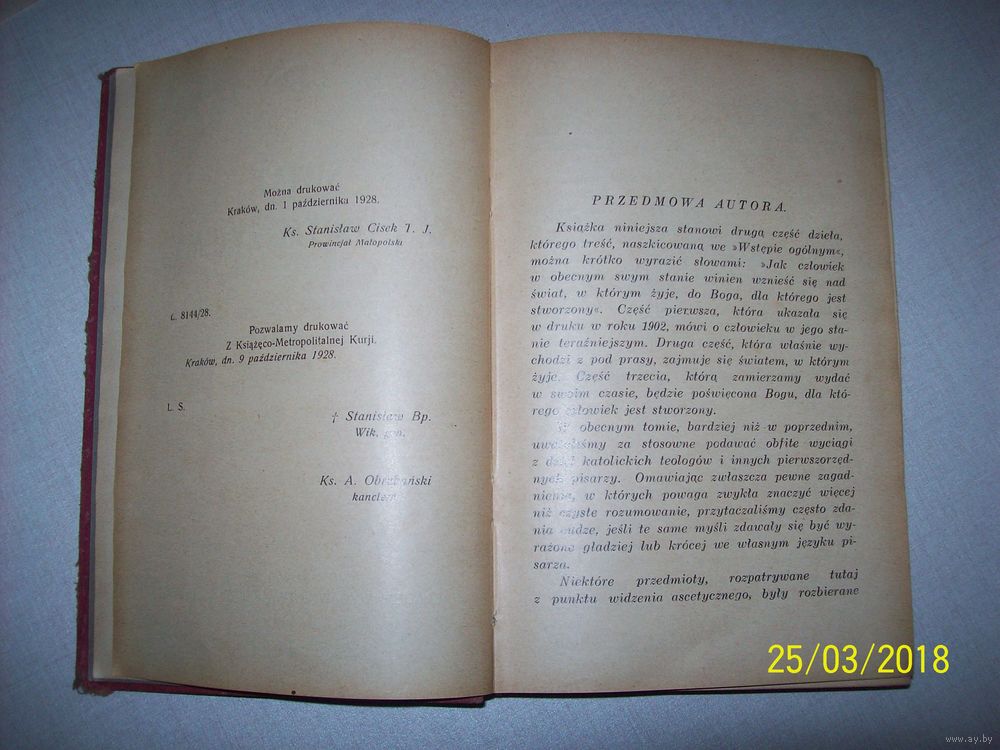 Można drukować
Kraków, dn. 1 października 1928.
Ks. Stanisław Cisek T. J.
Prowincjał Małopolski
L. 8144/28.
Pozwalamy drukować
Z Książęco-Metropolitalnej Kurji.
Kraków, dn. 9 października 1928.
L. S.
† Stanisław Bp.
Wik. gen.
Ks. A. Obrubański
kanclerz
PRZEDMOWA AUTORA.
Książka niniejsza stanowi drugą część dzieła,
którego treść, naszkicowaną we »Wstępie ogólnym«,
można krótko wyrazić słowami: »Jak człowiek
w obecnym swym stanie winien wznieść się nad
świat, w którym żyje, do Boga, dla którego jest
stworzony«. Część pierwsza, która ukazała się
w druku w roku 1902, mówi o człowieku w jego sta-
nie teraźniejszym. Druga część, która właśnie wy-
chodzi z pod prasy, zajmuje się światem, w którym
żyje. Część trzecia, którą zamierzamy wydać
w swoim czasie, będzie poświęcona Bogu, dla któ-
rego człowiek jest stworzony.
W obecnym tomie, bardziej niż w poprzednim,
uważaliśmy za stosowne podawać obfite wyciągi
z dzieł katolickich teologów i innych pierwszorzęd-
nych pisarzy. Omawiając zwłaszcza pewne zagad-
nienia, w których powaga zwykła znaczyć więcej
niż czyste rozumowanie, przytaczaliśmy często zda-
nia cudze, jeśli te same myśli zdawały się być wy-
rażone gładziej lub krócej we własnym języku pi-
sarza.
Niektóre przedmioty, rozpatrywane tutaj
z punktu widzenia ascetycznego, były rozbierane
25/03/2018
www.ay.by